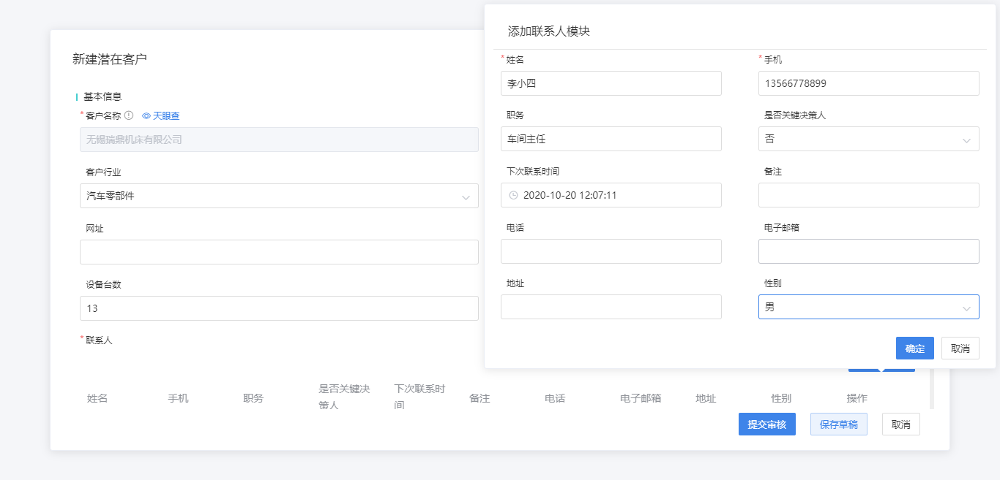 新建潜在客户
基本信息
*客户名称 天眼查
无锡瑞鼎机床有限公司
客户行业
汽车零部件
网址
设备台数
13
*联系人
添加联系人模块
*姓名 *手机
李小四 13566778899
职务 是否关键决策人
车间主任 否
下次联系时间 备注
2020-10-20 12:07:11
电话 电子邮箱
地址 性别
男
确定 取消
姓名 手机 职务 是否关键决策人 下次联系时间 备注 电话 电子邮箱 地址 性别 操作
提交审核 保存草稿 取消